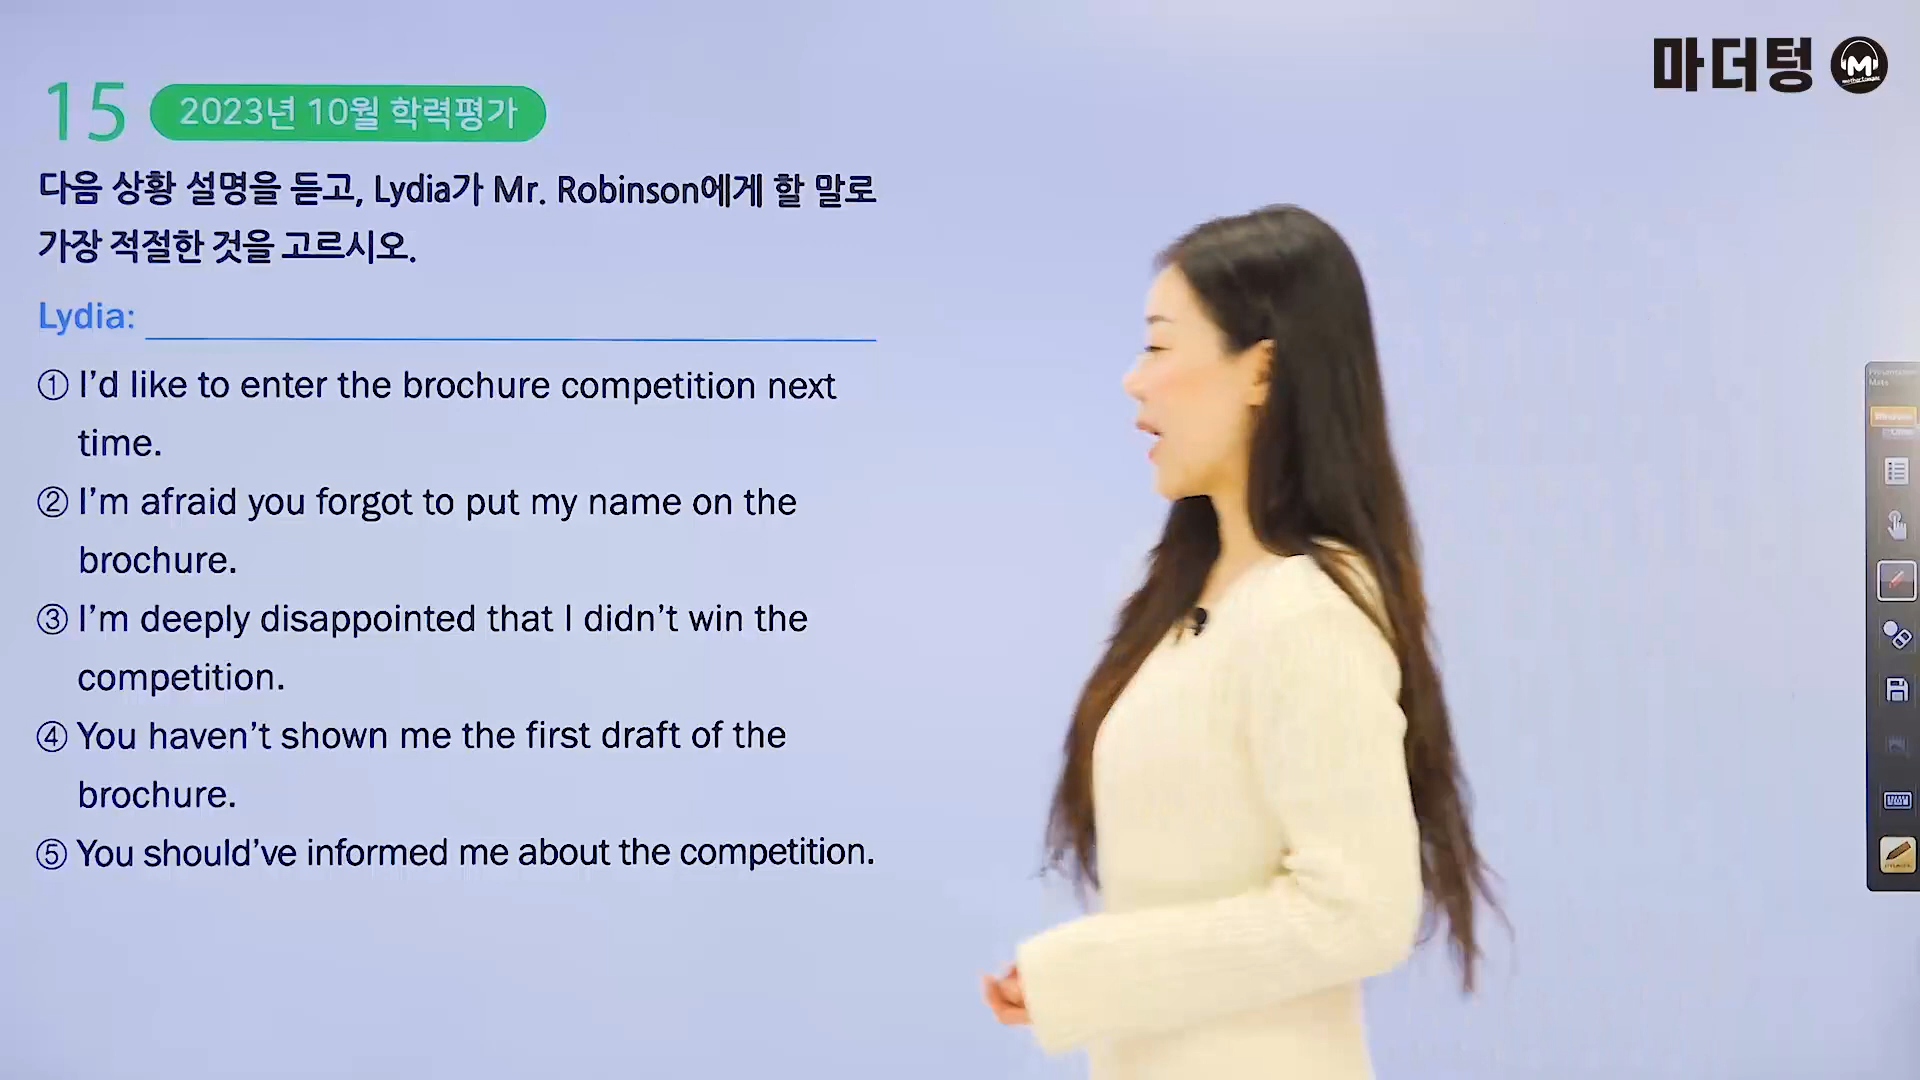 마더텅
15 2023년 10월 학력평가
다음 상황 설명을 듣고, Lydia가 Mr. Robinson에게 할 말로
가장 적절한 것을 고르시오.
Lydia:
① I’d like to enter the brochure competition next
time.
② I’m afraid you forgot to put my name on the
brochure.
③ I’m deeply disappointed that I didn’t win the
competition.
④ You haven’t shown me the first draft of the
brochure.
⑤ You should’ve informed me about the competition.